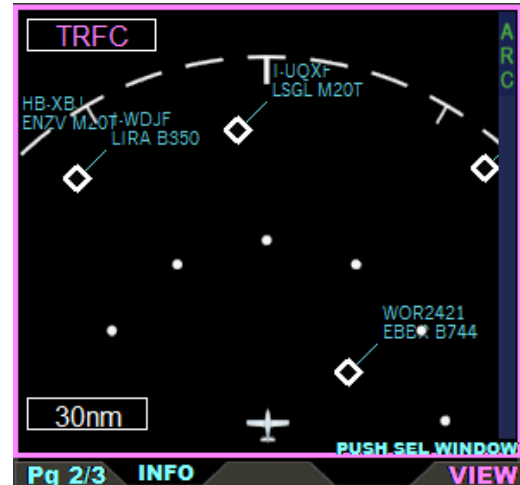 TRFC
ARC
I-UQXF
LSGL M20T
HB-XBJ
ENZV M20T
I-WDJF
LIRA B350
WOR2421
EBBR B744
30nm
PUSH SEL WINDOW
Pg 2/3
INFO
VIEW